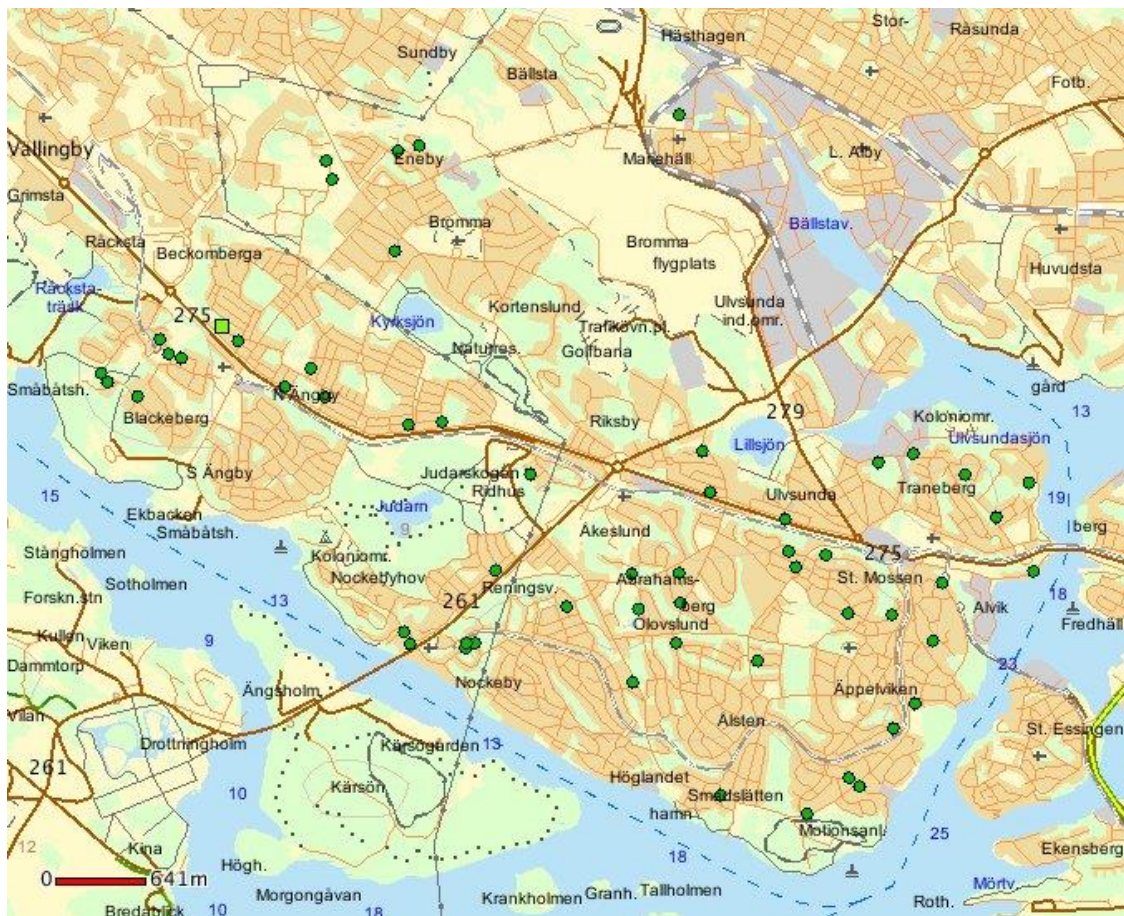 Stor-
Råsunda
Hästhagen
Sundby
Bällsta
Fotb.
Vällingby
Eneby
Mariehäll
L. Alby
Grimsta
Bromma
Bällstav.
Råcksta
Beckomberga
Bromma
flygplats
Huvudsta
Råcksta-
träsk
275
Kyrksjön
Kortenslund
Ulvsunda
ind.omr.
Naturres.
Trafikövn.pl.
Golfbana
Småbåtsh.
gård
N Ängby
Blackeberg
Riksby
279
Koloniomr.
13
Lillsjön
Ulvsundasjön
S Ängby
Judarskogen
Ridhus
Traneberg
15
Ulvsunda
19
Judarn
Ekbacken
Småbåtsh.
9
Åkeslund
berg
Stångholmen
Koloniomr.
275
Sotholmen
Nockebyhov
Reningsv.
Abrahams-
berg
St. Mossen
Forskn.stn
13
261
Alvik
18
Olovslund
Fredhäll
Kullen
Viken
9
Dammtorp
23
Nockeby
Ängsholm
Äppelviken
Villan
Ålsten
St. Essingen
Drottningholm
Kärsögården
13
261
Höglandet
Kärsön
Smedslätten
10
hamn
Motionsanl.
25
12
Kina
18
Ekensberg
Högh.
0
641m
Mörtv.
Morgongåvan
Krankholmen
Granh.
Tallholmen
Roth.
Bredablick
10
18